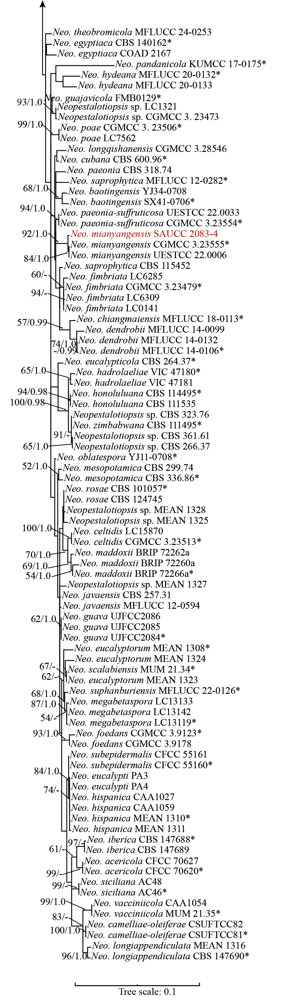 Neo. theobromicola MFLUCC 24-0253
Neo. egyptiaca CBS 140162*
Neo. egyptiaca COAD 2167
Neo. pandanicola KUMCC 17-0175*
Neo. hydeana MFLUCC 20-0132*
Neo. hydeana MFLUCC 20-0133
Neo. guajavicola FMB0129*
93/1.0
Neopestalotiopsis sp. LC1321
Neopestalotiopsis sp. CGMCC 3. 23473
99/1.0
Neo. poae CGMCC 3. 23506*
Neo. poae LC7562
Neo. longqishanensis CGMCC 3.28546
Neo. cubana CBS 600.96*
Neo. paeonia CBS 318.74
Neo. saprophytica MFLUCC 12-0282*
68/1.0
Neo. baotingensis YJ34-0708
Neo. baotingensis SX41-0706*
94/1.0
Neo. paeonia-suffruticosa UESTCC 22.0033
Neo. paeonia-suffruticosa CGMCC 3.23554*
92/1.0
Neo. mianyangensis SAUCC 2083-4
Neo. mianyangensis CGMCC 3.23555*
Neo. mianyangensis UESTCC 22.0006
84/1.0
Neo. saprophytica CBS 115452
60/-
Neo. fimbriata LC6285
Neo. fimbriata CGMCC 3.23479*
94/-
Neo. fimbriata LC6309
Neo. fimbriata LC0141
Neo. chiangmaiensis MFLUCC 18-0113*
57/0.99
Neo. dendrobii MFLUCC 14-0099
Neo. dendrobii MFLUCC 14-0132
74/1.0
-/0.99
Neo. dendrobii MFLUCC 14-0106*
Neo. eucalypticola CBS 264.37*
65/1.0
Neo. hadrolaeliae VIC 47180*
Neo. hadrolaeliae VIC 47181
94/0.98
Neo. honoluluana CBS 114495*
100/0.98
Neo. honoluluana CBS 111535
Neopestalotiopsis sp. CBS 323.76
Neo. zimbabwana CBS 111495*
91/-
Neopestalotiopsis sp. CBS 361.61
65/1.0
Neopestalotiopsis sp. CBS 266.37
Neo. oblatespora YJ11-0708*
52/1.0
Neo. mesopotamica CBS 299.74
Neo. mesopotamica CBS 336.86*
Neo. rosae CBS 101057*
Neo. rosae CBS 124745
Neopestalotiopsis sp. MEAN 1328
Neopestalotiopsis sp. MEAN 1325
100/1.0
Neo. celtidis LC15870
Neo. celtidis CGMCC 3.23513*
70/1.0
Neo. maddoxii BRIP 72262a
69/1.0
Neo. maddoxii BRIP 72260a
54/1.0
Neo. maddoxii BRIP 72266a*
Neopestalotiopsis sp. MEAN 1327
Neo. javaensis CBS 257.31
Neo. javaensis MFLUCC 12-0594
62/1.0
Neo. guava UJFCC2086
Neo. guava UJFCC2085
Neo. guava UJFCC2084*
Neo. eucalyptorum MEAN 1308*
Neo. eucalyptorum MEAN 1324
67/-
Neo. scalabiensis MUM 21.34*
62/-
Neo. eucalyptorum MEAN 1323
68/1.0
Neo. suphanburiensis MFLUCC 22-0126*
87/1.0
Neo. megabetaspora LC13133
Neo. megabetaspora LC13142
54/-
Neo. megabetaspora LC13119*
93/1.0
Neo. foedans CGMCC 3.9123*
Neo. foedans CGMCC 3.9178
Neo. subepidermalis CFCC 55161
Neo. subepidermalis CFCC 55160*
84/1.0
Neo. eucalypti PA3
Neo. eucalypti PA4
74/-
Neo. hispanica CAA1027
Neo. hispanica CAA1059
Neo. hispanica MEAN 1310*
Neo. hispanica MEAN 1311
97/-
Neo. iberica CBS 147688*
61/-
Neo. iberica CBS 147689
Neo. acericola CFCC 70627
99/-
Neo. acericola CFCC 70620*
99/-
Neo. siciliana AC48
Neo. siciliana AC46*
99/1.0
Neo. vacciniicola CAA1054
Neo. vacciniicola MUM 21.35*
83/-
Neo. camelliae-oleiferae CSUFTCC82
100/1.0
Neo. camelliae-oleiferae CSUFTCC81*
Neo. longiappendiculata MEAN 1316
96/1.0
Neo. longiappendiculata CBS 147690*
Tree scale: 0.1